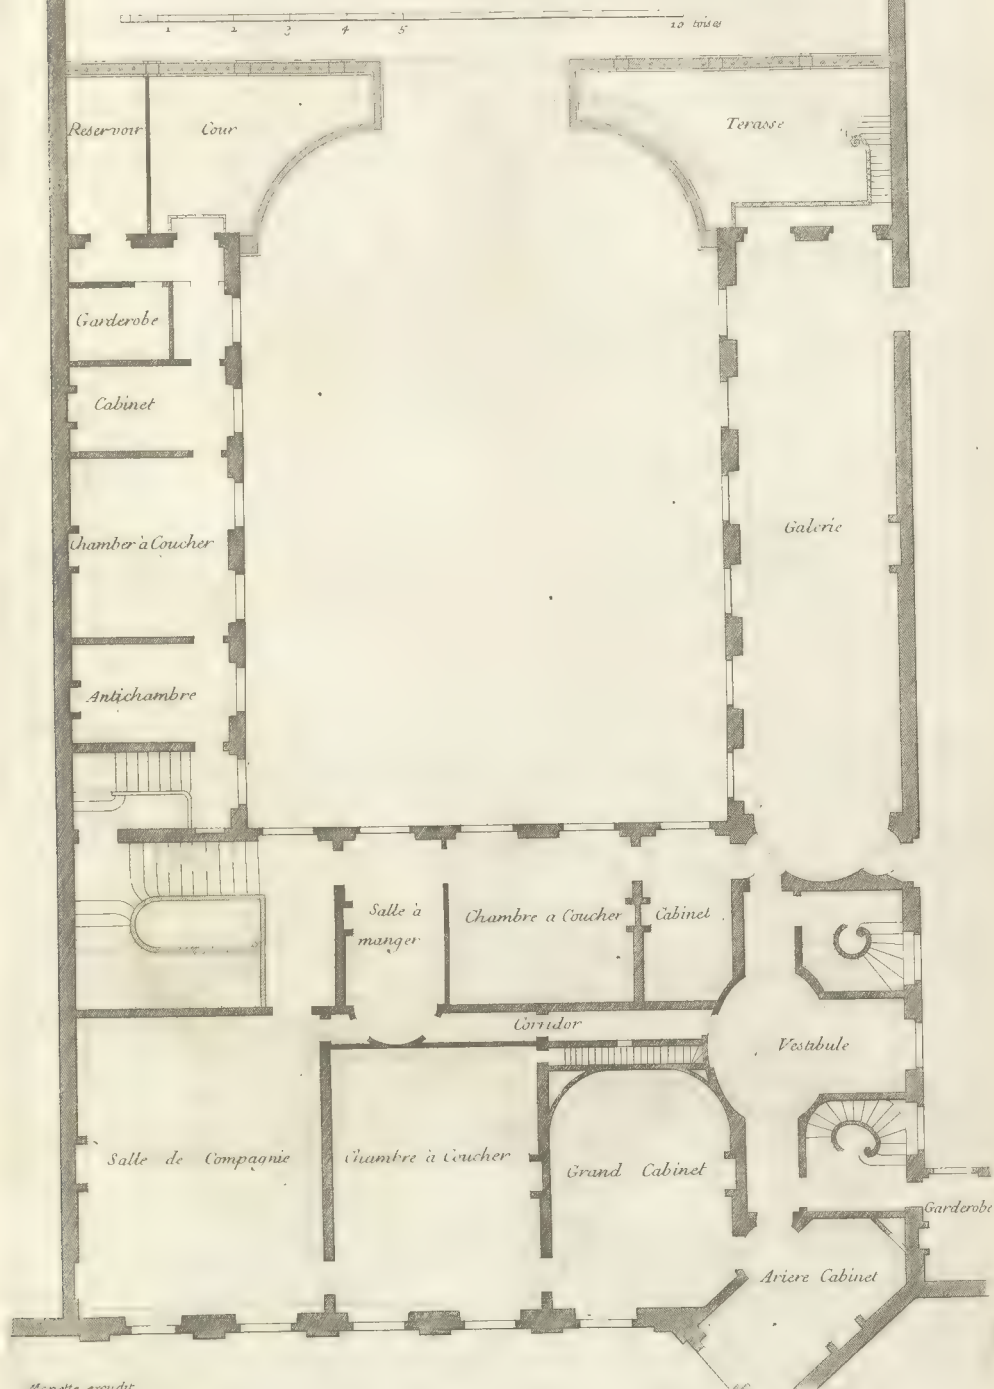 1 2 3 4 5 10 toises
Reservoir
Cour
Terasse
Garderobe
Cabinet
Galerie
Chamber à Coucher
Antichambre
Salle à
manger
Chambre a Coucher
Cabinet
Corridor
Vestibule
Salle de Compagnie
Chambre à Coucher
Grand Cabinet
Garderobe
Ariere Cabinet